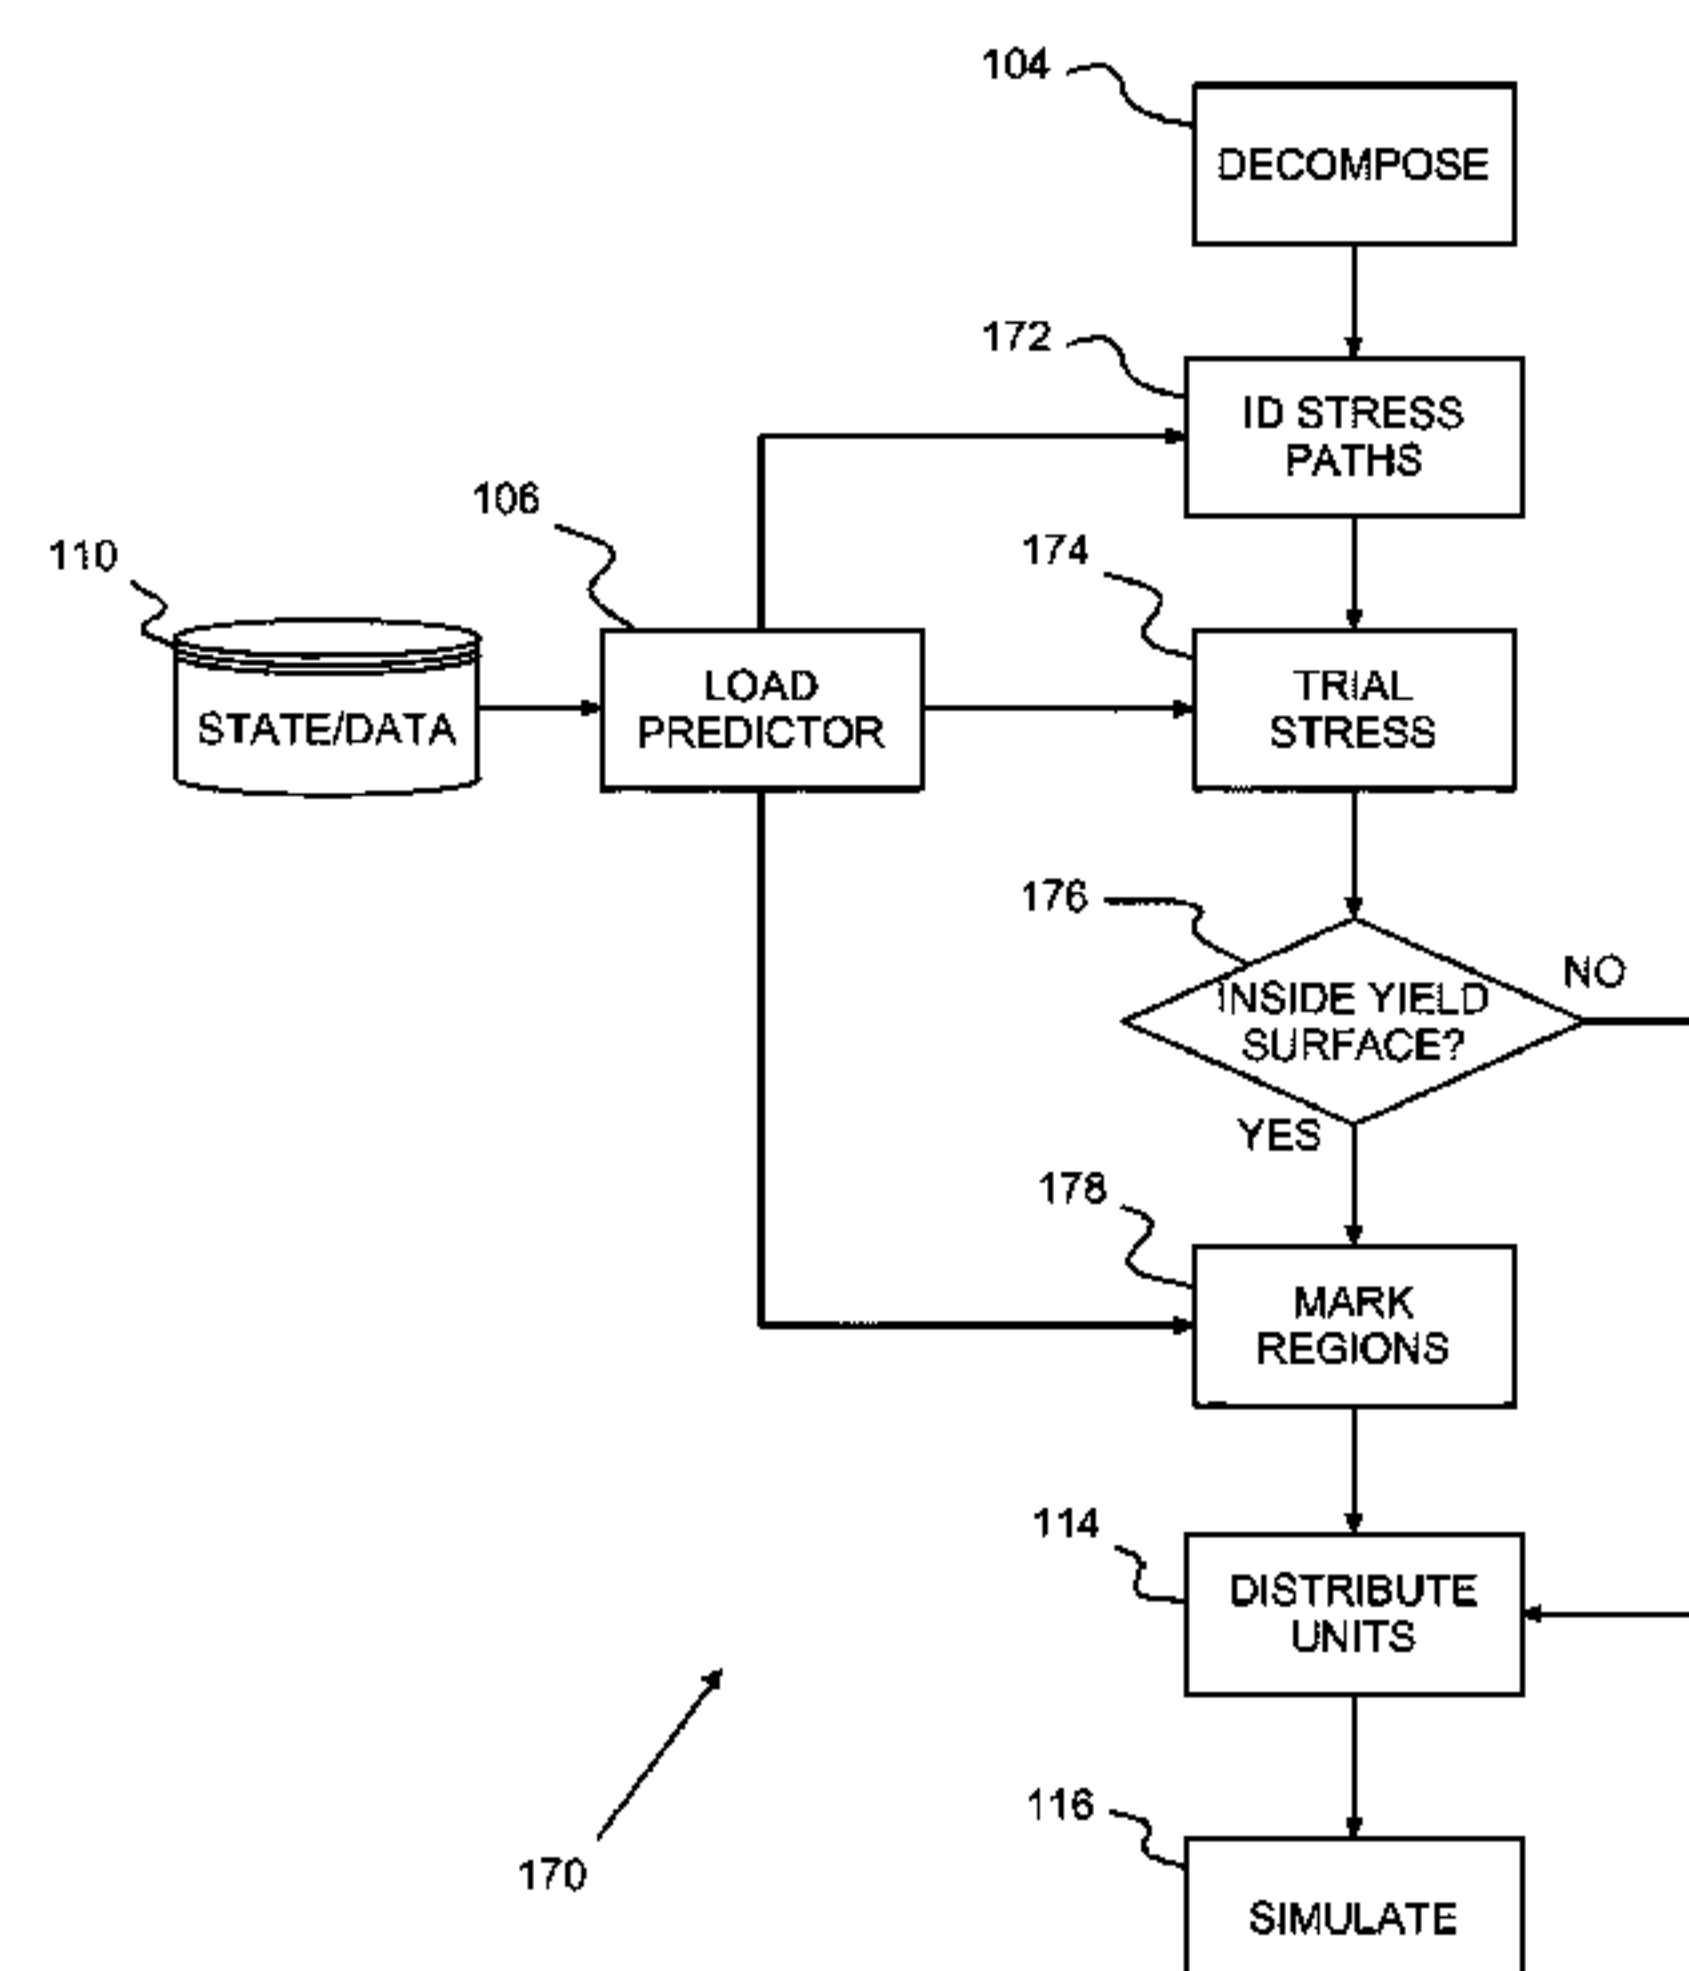 104
DECOMPOSE
172
ID STRESS
PATHS
106
110
174
STATE/DATA
LOAD
PREDICTOR
TRIAL
STRESS
176
NO
INSIDE YIELD
SURFACE?
YES
178
MARK
REGIONS
114
DISTRIBUTE
UNITS
116
170
SIMULATE